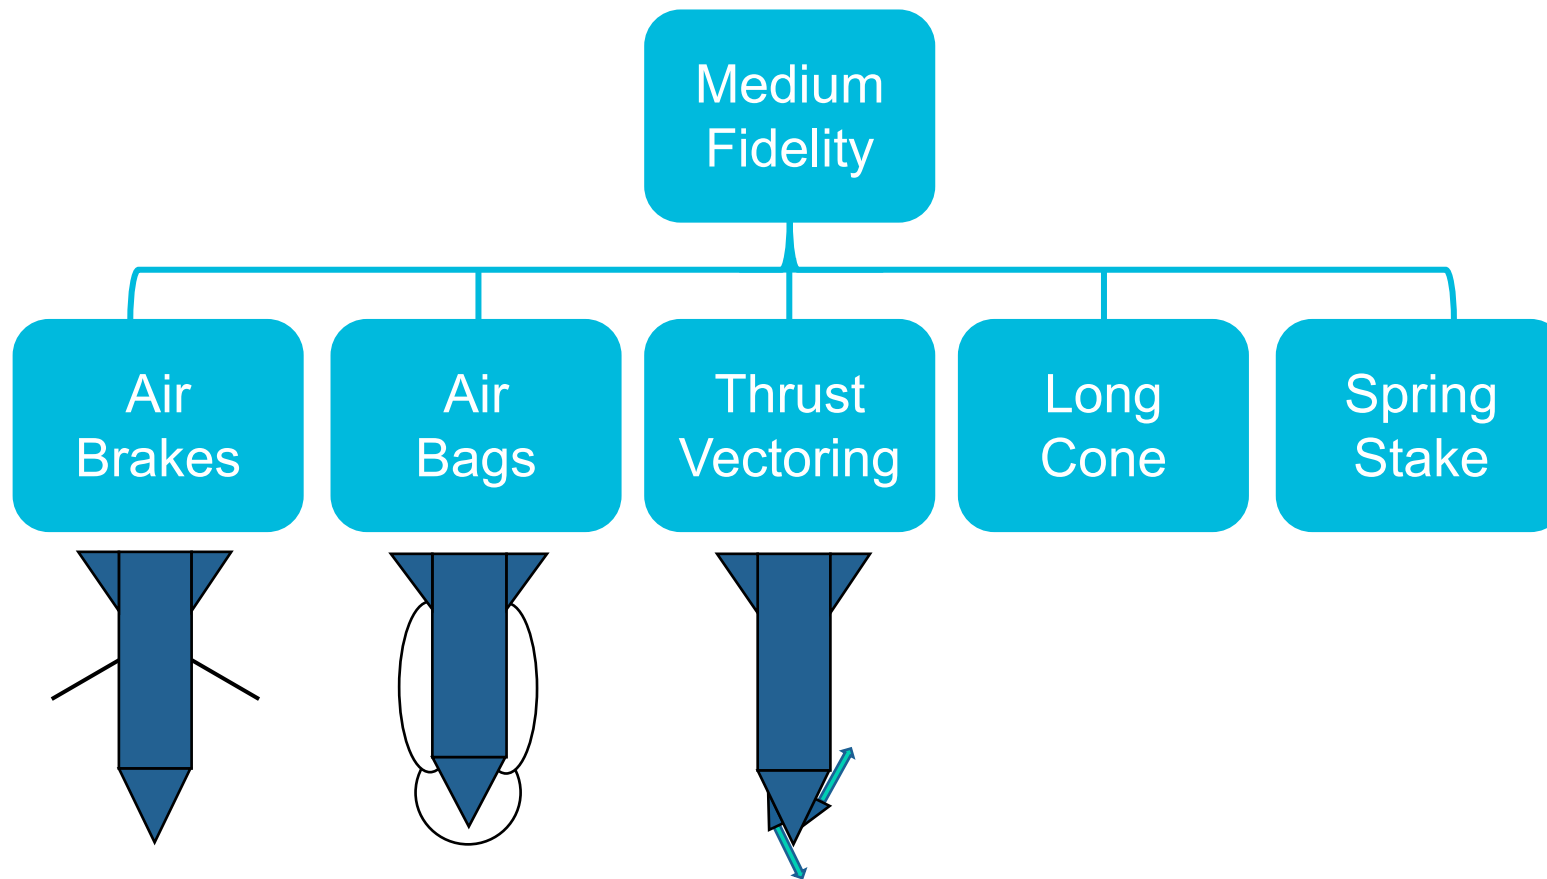 Medium
Fidelity
Air
Brakes
Air
Bags
Thrust
Vectoring
Long
Cone
Spring
Stake